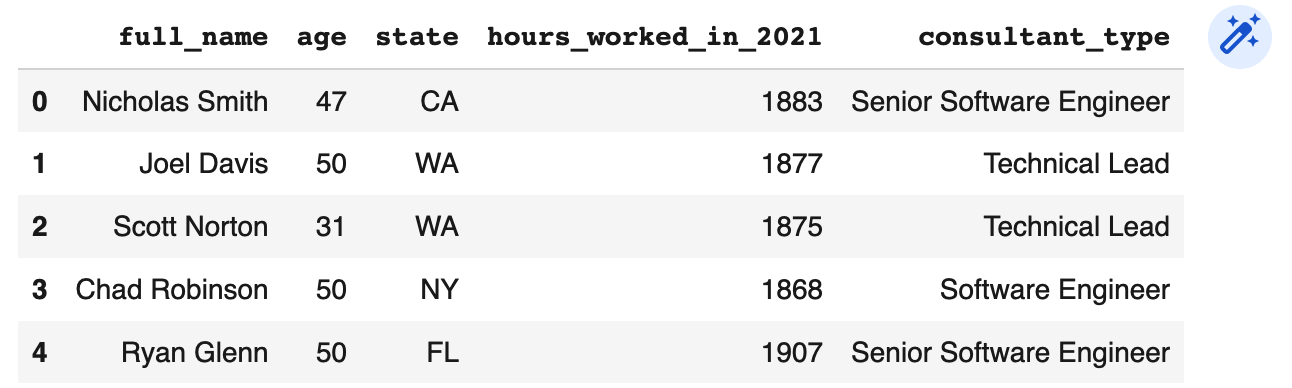 full_name age state hours_worked_in_2021 consultant_type
0 Nicholas Smith 47 CA 1883 Senior Software Engineer
1 Joel Davis 50 WA 1877 Technical Lead
2 Scott Norton 31 WA 1875 Technical Lead
3 Chad Robinson 50 NY 1868 Software Engineer
4 Ryan Glenn 50 FL 1907 Senior Software Engineer